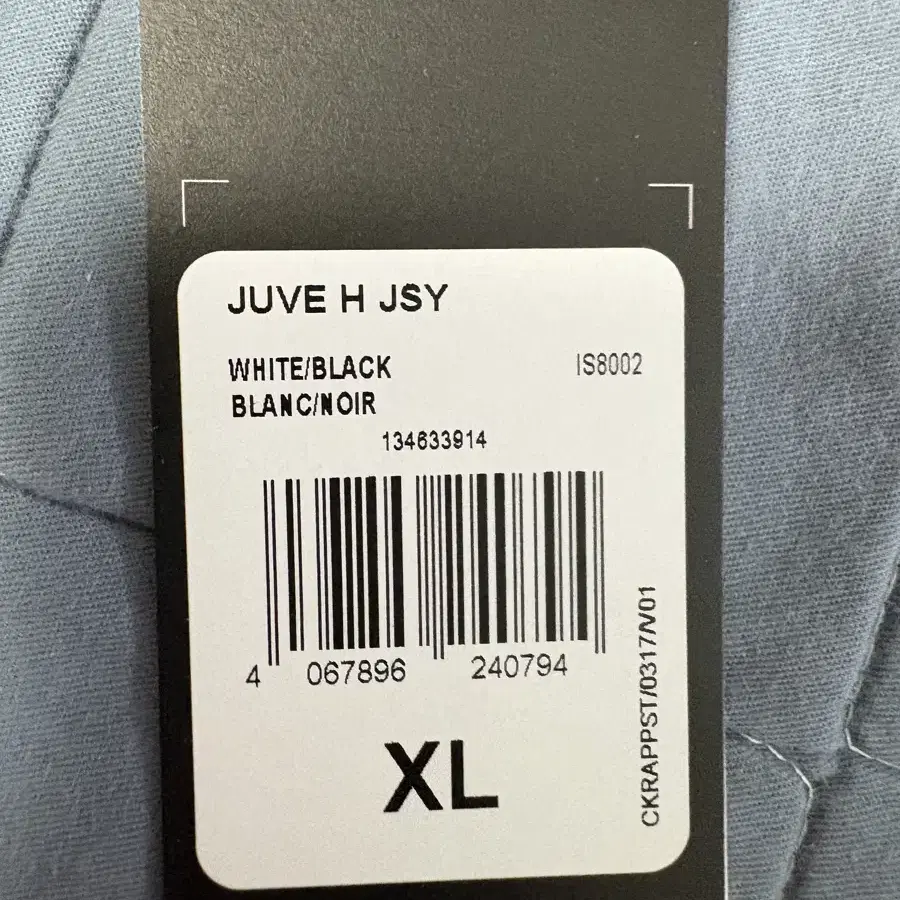 JUVE H JSY
WHITE/BLACK IS8002
BLANC/NOIR
134633914
4 067896 240794
XL
CKRAPPST/0317/V01